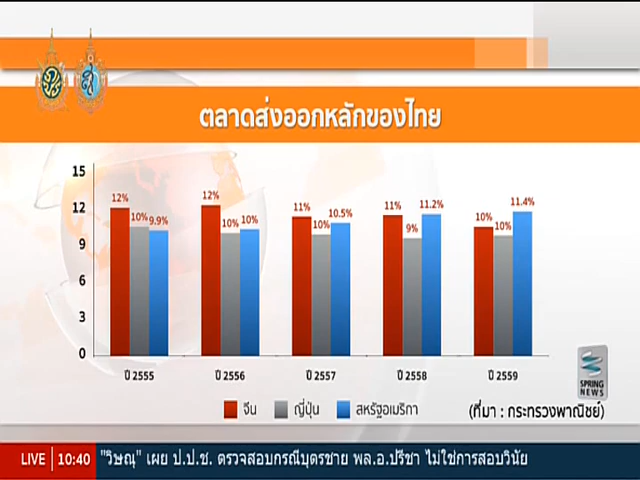 ตลาดส่งออกหลักของไทย
15
12
9
6
3
0
12% 10% 9.9%
12% 10% 10%
11% 10% 10.5%
11% 9% 11.2%
10% 10% 11.4%
ปี 2555 ปี 2556 ปี 2557 ปี 2558 ปี 2559
จีน ญี่ปุ่น สหรัฐอเมริกา
(ที่มา : กระทรวงพาณิชย์)
SPRING
NEWS
LIVE 10:40 "วิษณุ" เผย ป.ป.ช. ตรวจสอบกรณีบุตรชาย พล.อ.ปรีชา ไม่ใช่การสอบวินัย